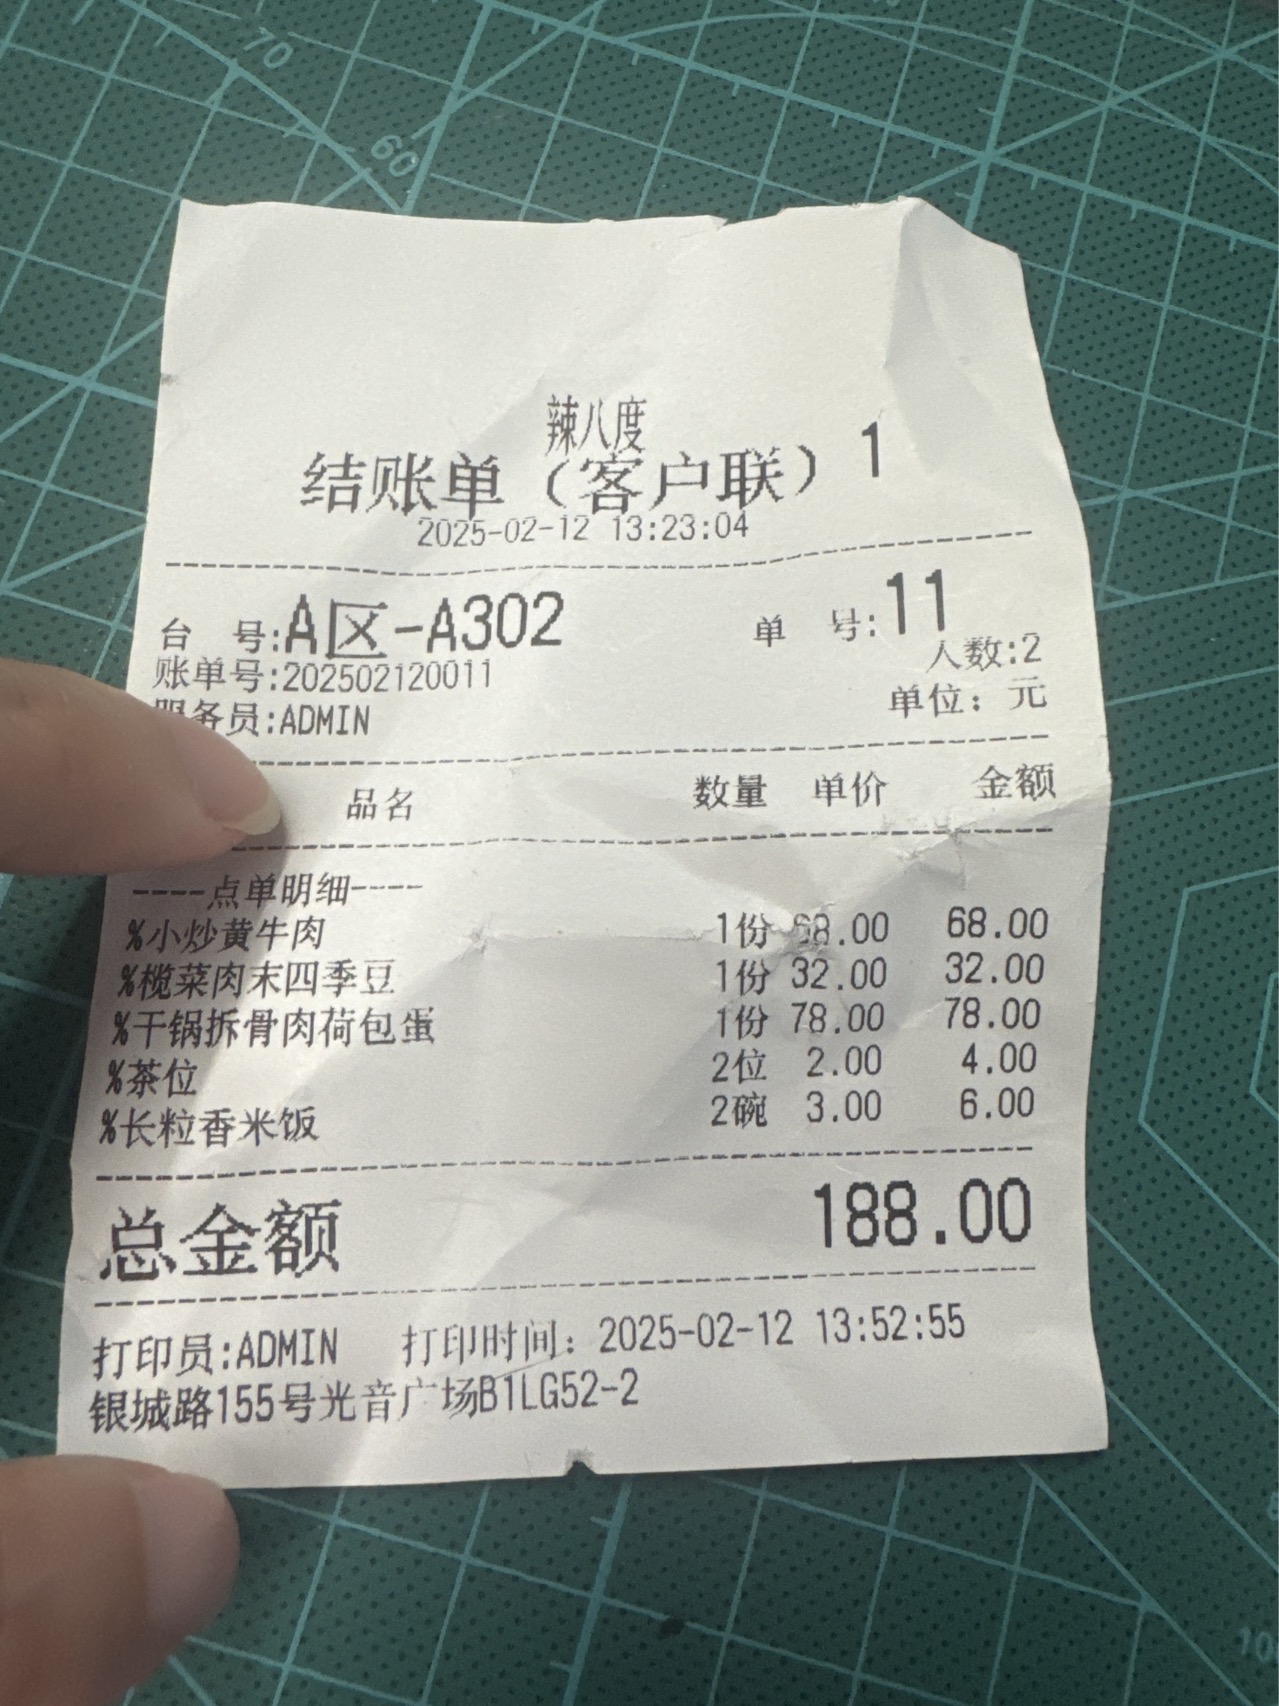 70
60
辣八度
结账单（客户联）1
2025-02-12 13:23:04
台 号:A区-A302 单 号:11
账单号:202502120011 人数:2
服务员:ADMIN 单位：元
品名 数量 单价 金额
----点单明细----
%小炒黄牛肉 1份 68.00 68.00
%榄菜肉末四季豆 1份 32.00 32.00
%干锅拆骨肉荷包蛋 1份 78.00 78.00
%茶位 2位 2.00 4.00
%长粒香米饭 2碗 3.00 6.00
总金额 188.00
打印员:ADMIN 打印时间：2025-02-12 13:52:55
银城路155号光音广场B1LG52-2